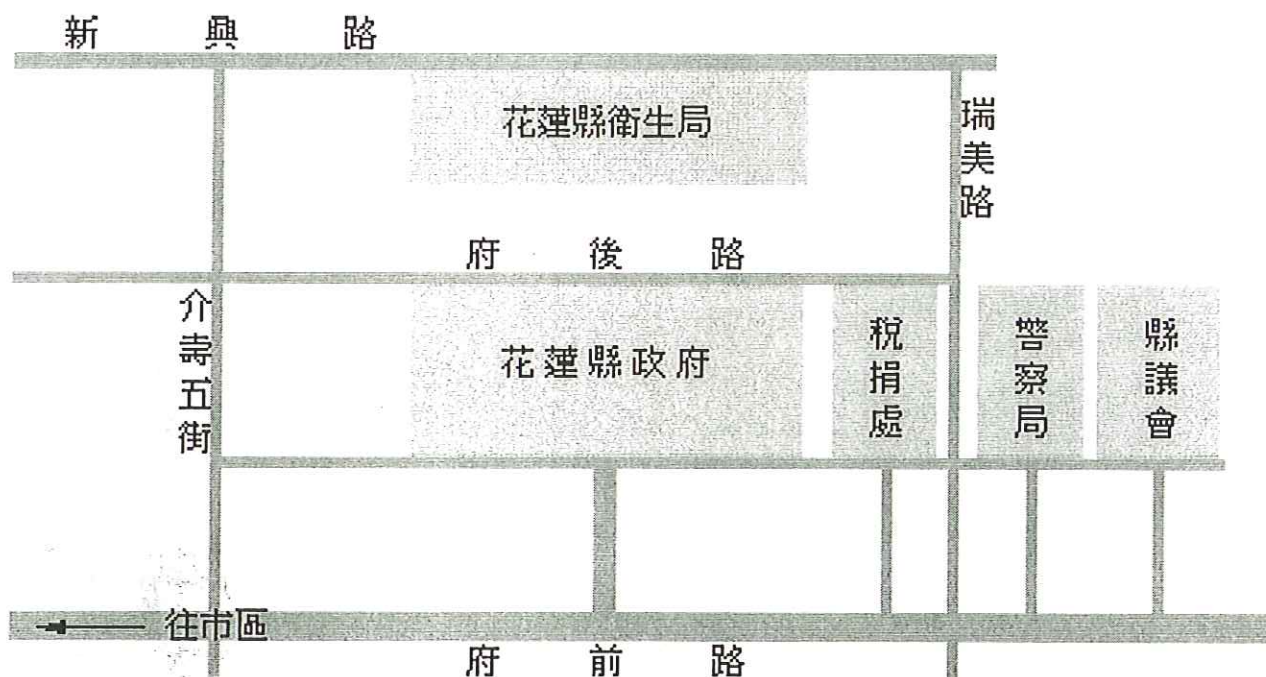 新興路
花蓮縣衛生局
瑞美路
府後路
介壽五街
花蓮縣政府
稅捐處
警察局
縣議會
往市區
府前路